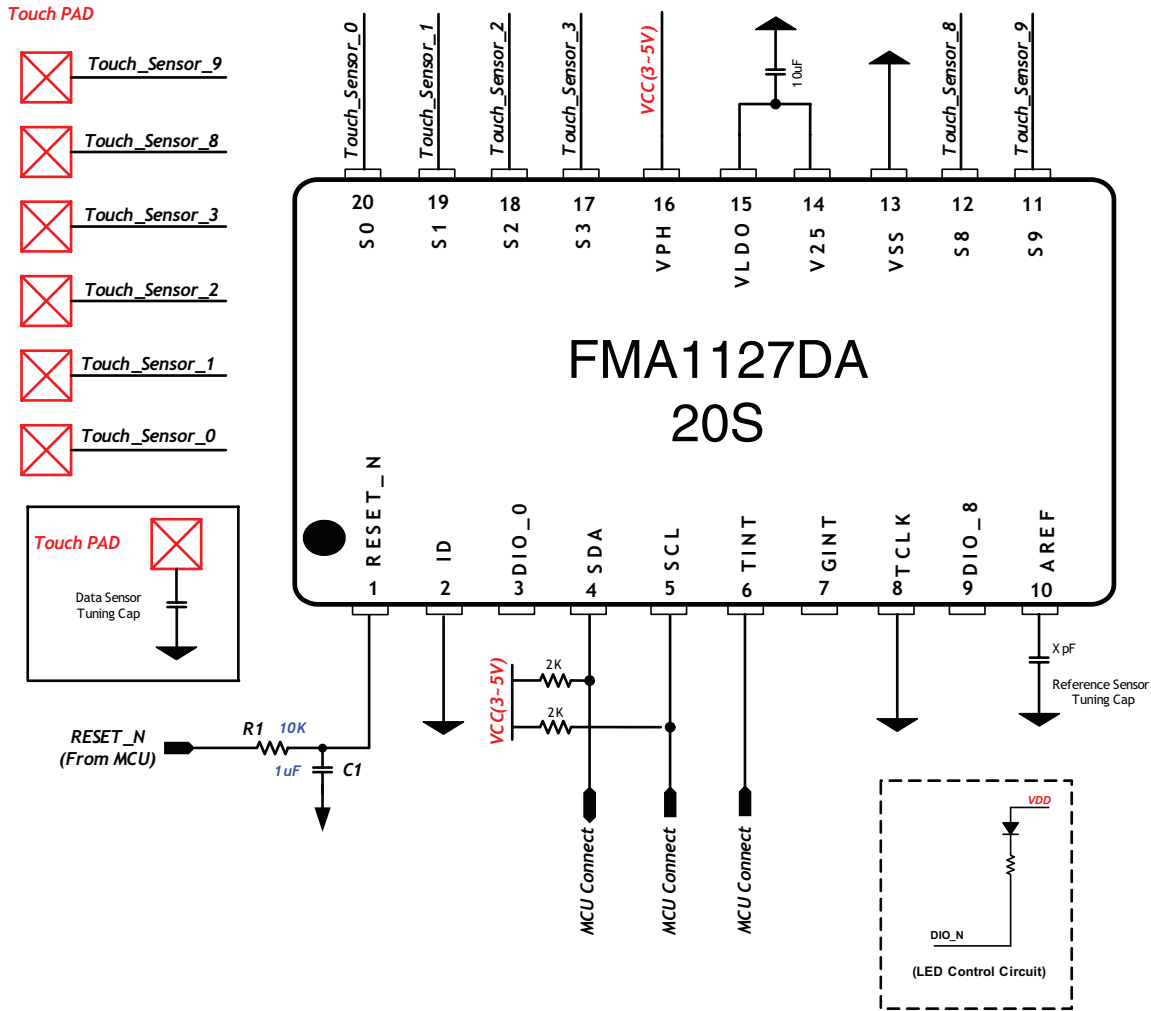 Touch PAD
Touch_Sensor_9
Touch_Sensor_8
Touch_Sensor_3
Touch_Sensor_2
Touch_Sensor_1
Touch_Sensor_0
Touch PAD
Data Sensor
Tuning Cap
Touch_Sensor_0
Touch_Sensor_1
Touch_Sensor_2
Touch_Sensor_3
VCC(3~5V)
10uF
Touch_Sensor_8
Touch_Sensor_9
20 19 18 17 16 15 14 13 12 11
S0 S1 S2 S3 VPH VLDO V25 VSS S8 S9
FMA1127DA
20S
RESET_N ID DIO_0 SDA SCL TINT GINT TCLK DIO_8 AREF
1 2 3 4 5 6 7 8 9 10
VCC(3~5V)
2K
2K
X pF
Reference Sensor
Tuning Cap
RESET_N
(From MCU)
R1 10K
1uF C1
MCU Connect
MCU Connect
MCU Connect
VDD
DIO_N
(LED Control Circuit)